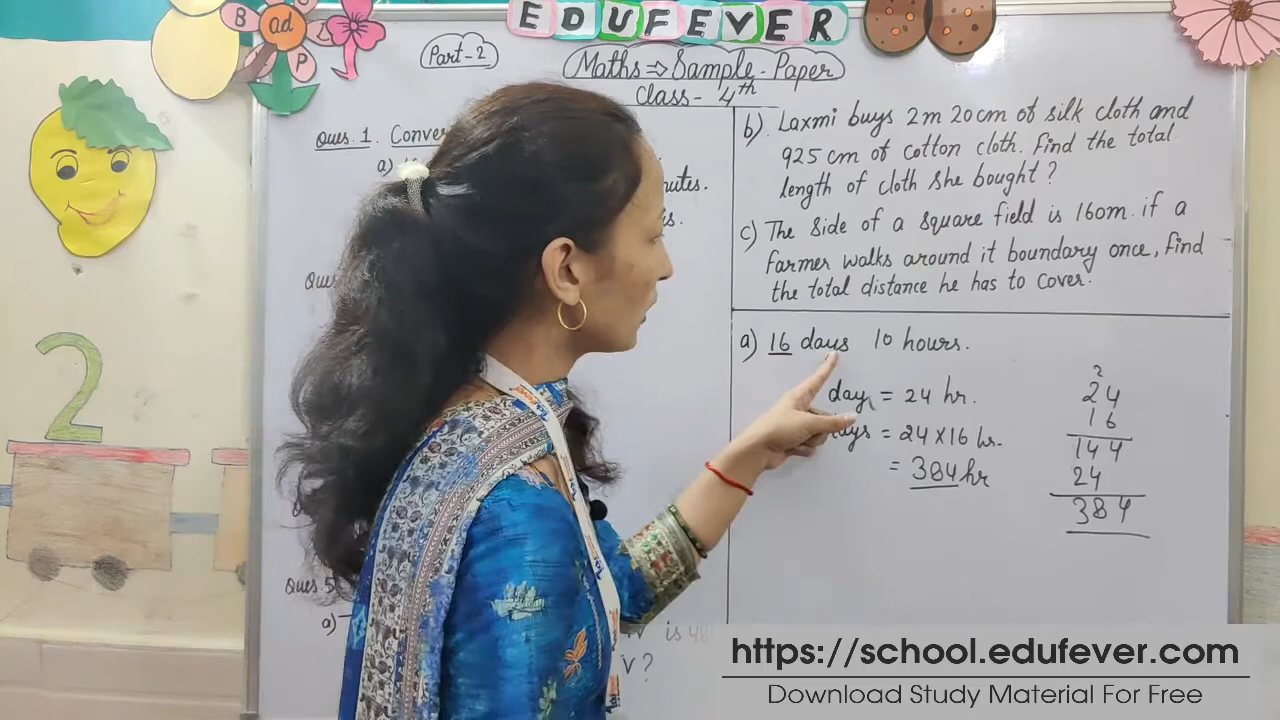 B ad P
EDUFEVER
Part-2
Maths ⇒ Sample-Paper
Class- 4th
Ques. 1. Conver
a)
nutes.
s.
Ques
b). Laxmi buys 2m 20cm of silk cloth and
925 cm of cotton cloth. Find the total
length of cloth she bought?
c) The side of a square field is 160m. if a
farmer walks around it boundary once, find
the total distance he has to cover.
a) 16 days 10 hours.
day = 24 hr.
days = 24×16 hr.
= 384hr
2
24
16
144
24
384
2
Ques. 5
a)
is 48
https://school.edufever.com
Download Study Material For Free